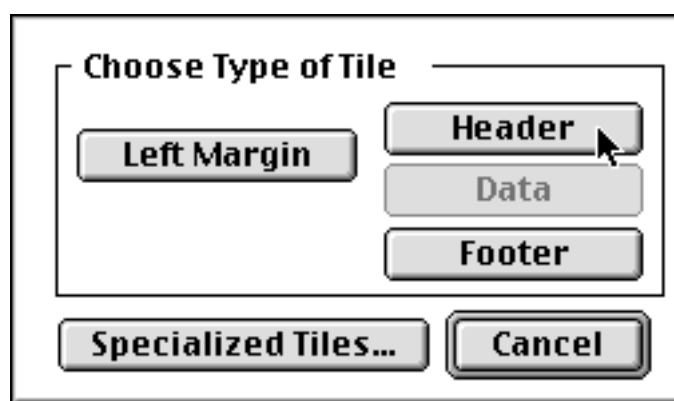 Choose Type of Tile
Left Margin
Header
Data
Footer
Specialized Tiles...
Cancel